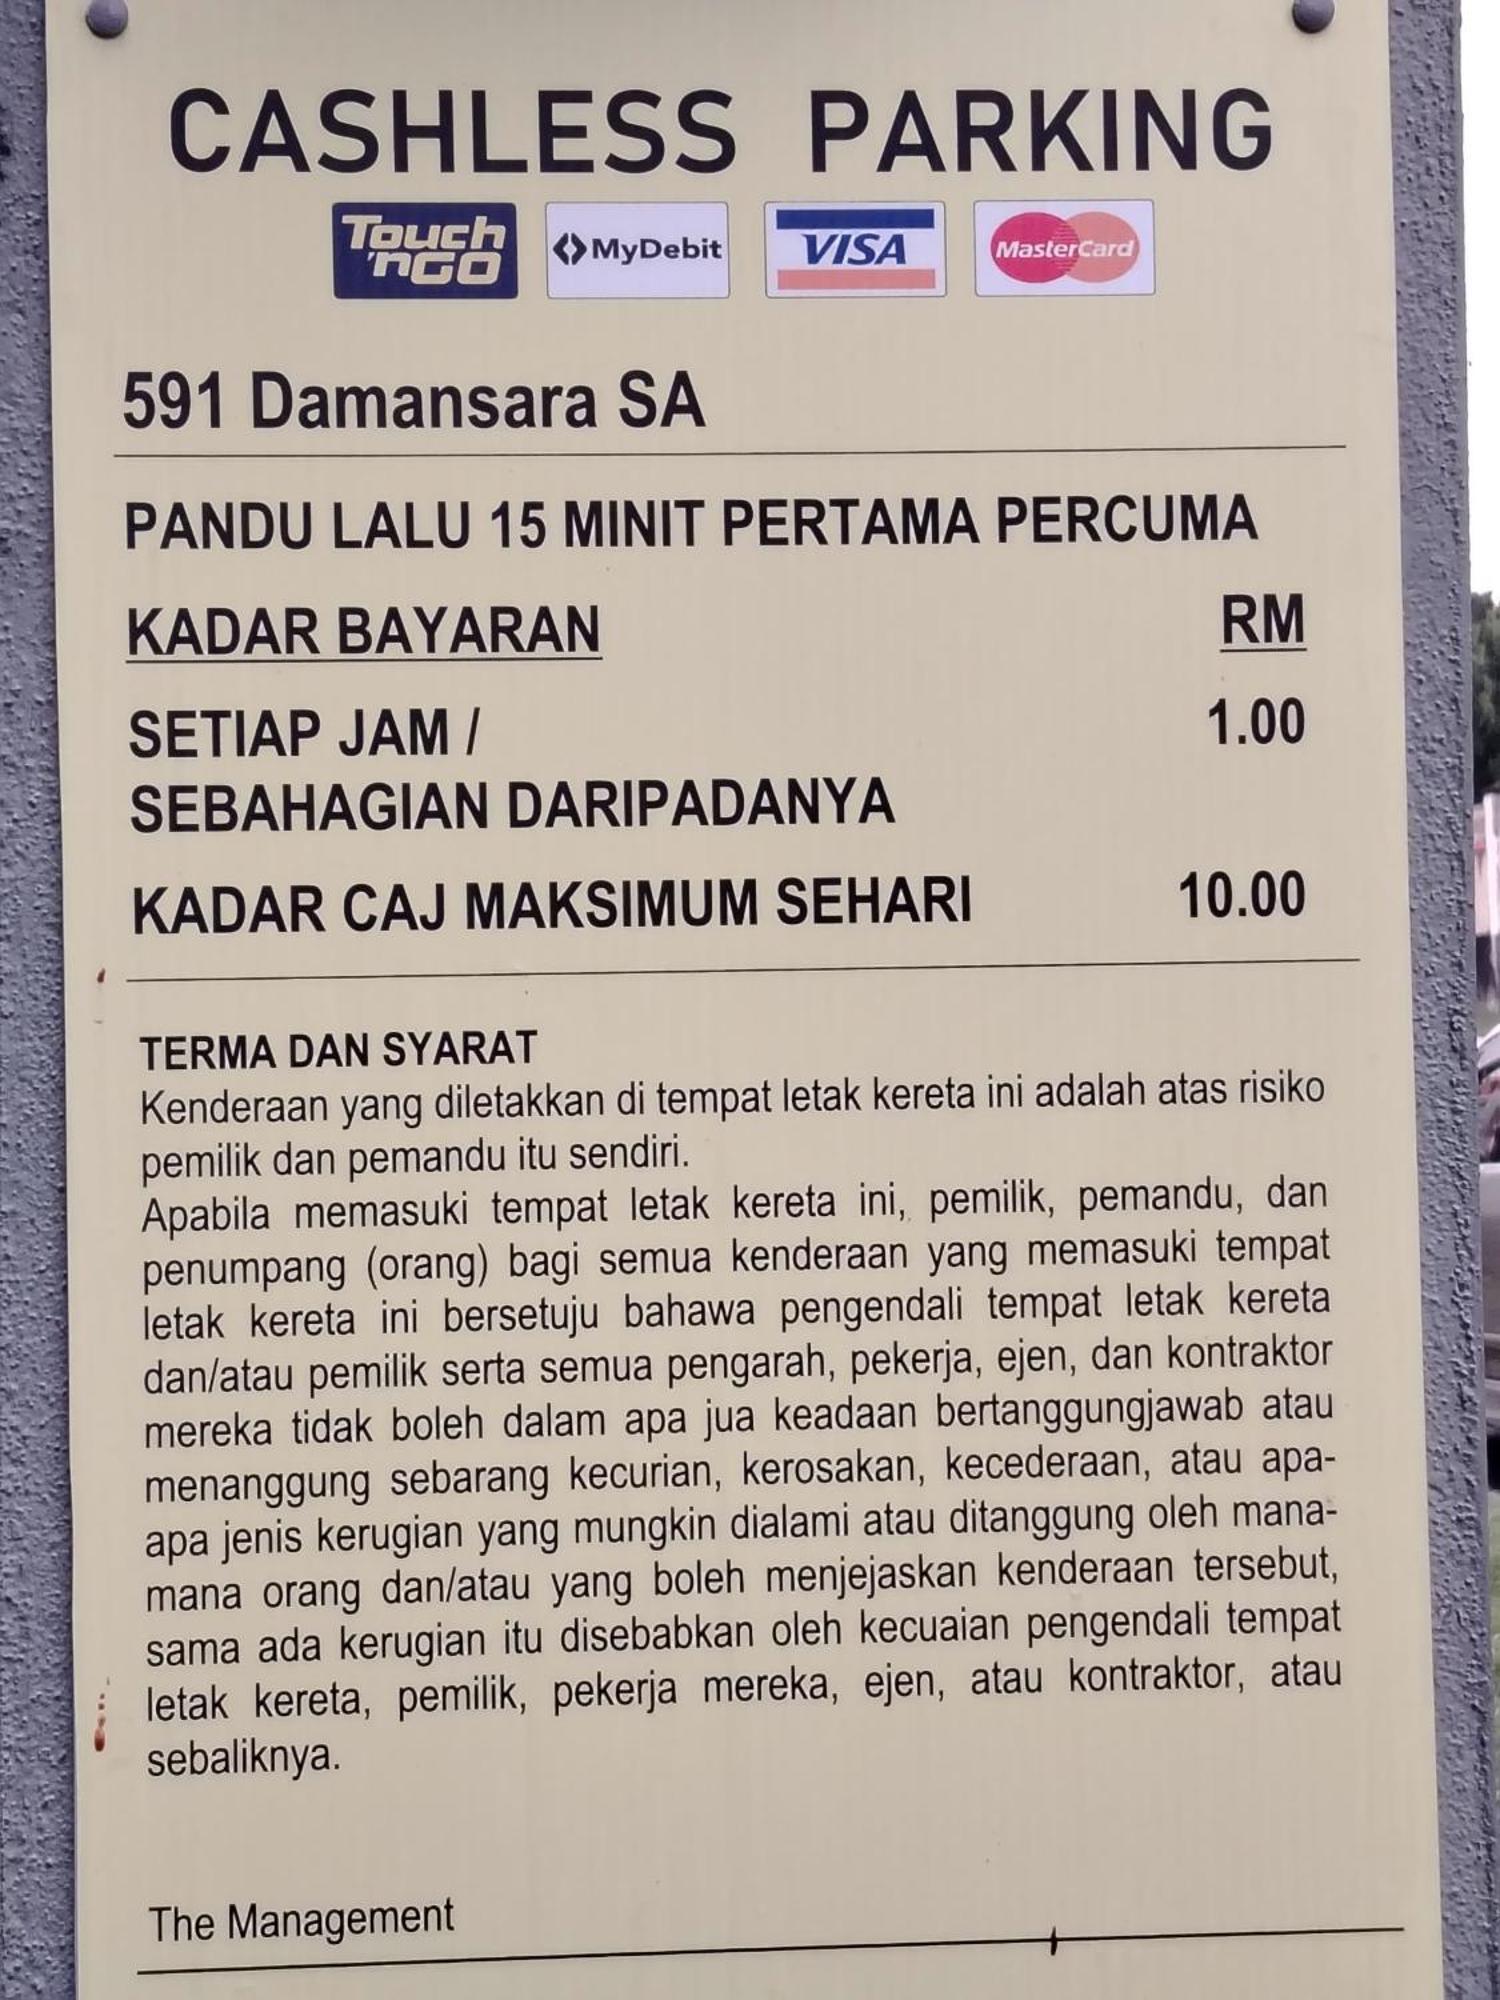 CASHLESS PARKING
Touch 'nGO
MyDebit
VISA
MasterCard
591 Damansara SA
PANDU LALU 15 MINIT PERTAMA PERCUMA
KADAR BAYARAN RM
SETIAP JAM / 1.00
SEBAHAGIAN DARIPADANYA
KADAR CAJ MAKSIMUM SEHARI 10.00
TERMA DAN SYARAT
Kenderaan yang diletakkan di tempat letak kereta ini adalah atas risiko
pemilik dan pemandu itu sendiri.
Apabila memasuki tempat letak kereta ini, pemilik, pemandu, dan
penumpang (orang) bagi semua kenderaan yang memasuki tempat
letak kereta ini bersetuju bahawa pengendali tempat letak kereta
dan/atau pemilik serta semua pengarah, pekerja, ejen, dan kontraktor
mereka tidak boleh dalam apa jua keadaan bertanggungjawab atau
menanggung sebarang kecurian, kerosakan, kecederaan, atau apa-
apa jenis kerugian yang mungkin dialami atau ditanggung oleh mana-
mana orang dan/atau yang boleh menjejaskan kenderaan tersebut,
sama ada kerugian itu disebabkan oleh kecuaian pengendali tempat
letak kereta, pemilik, pekerja mereka, ejen, atau kontraktor, atau
sebaliknya.
The Management